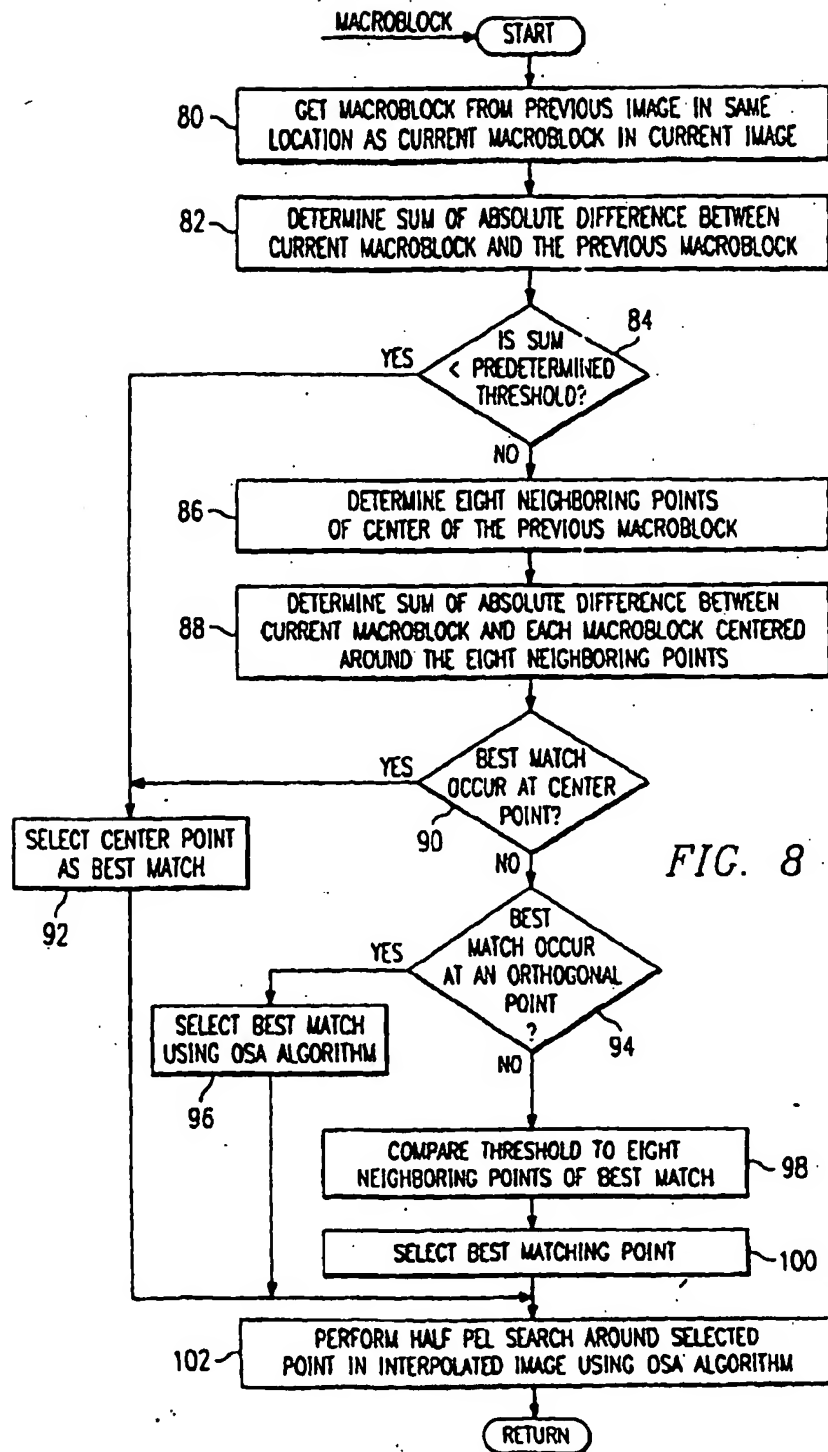 MACROBLOCK
START
80
GET MACROBLOCK FROM PREVIOUS IMAGE IN SAME
LOCATION AS CURRENT MACROBLOCK IN CURRENT IMAGE
82
DETERMINE SUM OF ABSOLUTE DIFFERENCE BETWEEN
CURRENT MACROBLOCK AND THE PREVIOUS MACROBLOCK
84
IS SUM
< PREDETERMINED
THRESHOLD?
YES
NO
86
DETERMINE EIGHT NEIGHBORING POINTS
OF CENTER OF THE PREVIOUS MACROBLOCK
88
DETERMINE SUM OF ABSOLUTE DIFFERENCE BETWEEN
CURRENT MACROBLOCK AND EACH MACROBLOCK CENTERED
AROUND THE EIGHT NEIGHBORING POINTS
YES
BEST MATCH
OCCUR AT CENTER
POINT?
90
NO
SELECT CENTER POINT
AS BEST MATCH
92
FIG. 8
YES
BEST
MATCH OCCUR
AT AN ORTHOGONAL
POINT
?
94
NO
SELECT BEST MATCH
USING OSA ALGORITHM
96
COMPARE THRESHOLD TO EIGHT
NEIGHBORING POINTS OF BEST MATCH
98
SELECT BEST MATCHING POINT
100
PERFORM HALF PEL SEARCH AROUND SELECTED
POINT IN INTERPOLATED IMAGE USING OSA ALGORITHM
102
RETURN